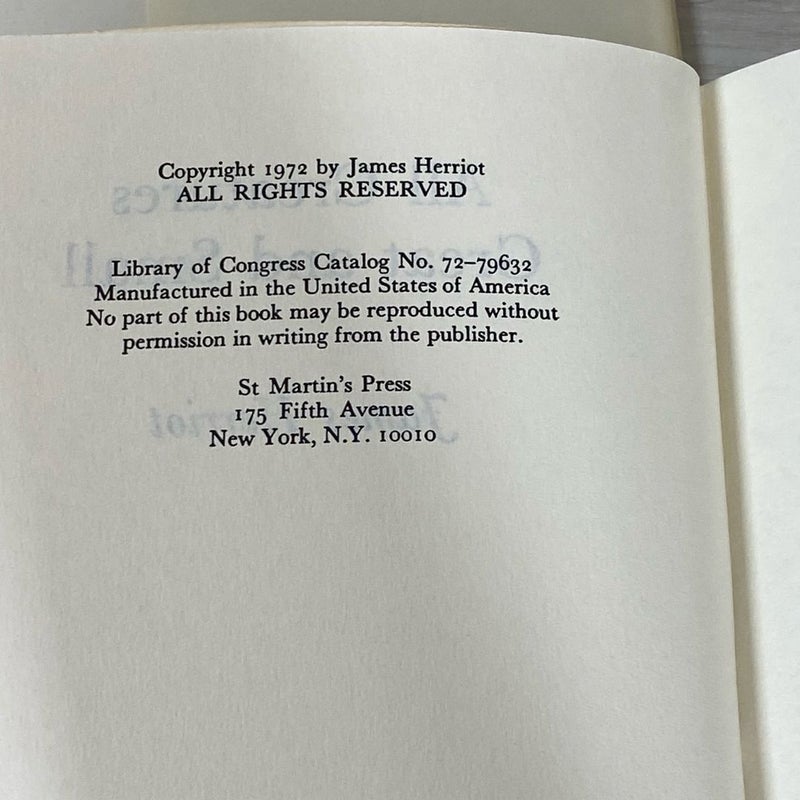 Copyright 1972 by James Herriot
ALL RIGHTS RESERVED
Library of Congress Catalog No. 72–79632
Manufactured in the United States of America
No part of this book may be reproduced without
permission in writing from the publisher.
St Martin's Press
175 Fifth Avenue
New York, N.Y. 10010